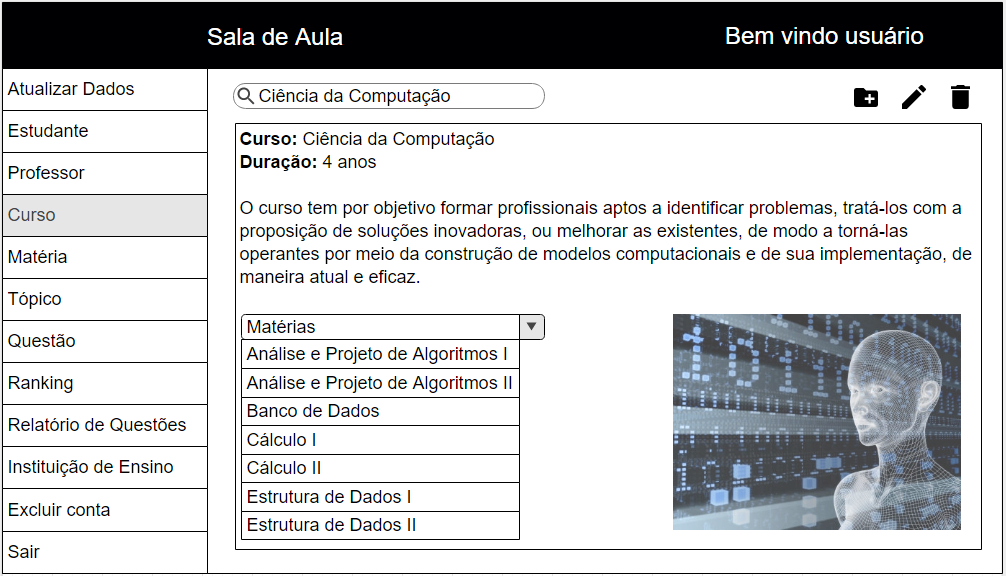 Sala de Aula
Bem vindo usuário
Atualizar Dados
Estudante
Professor
Curso
Matéria
Tópico
Questão
Ranking
Relatório de Questões
Instituição de Ensino
Excluir conta
Sair
Ciência da Computação
Curso: Ciência da Computação
Duração: 4 anos
O curso tem por objetivo formar profissionais aptos a identificar problemas, tratá-los com a
proposição de soluções inovadoras, ou melhorar as existentes, de modo a torná-las
operantes por meio da construção de modelos computacionais e de sua implementação, de
maneira atual e eficaz.
Matérias
Análise e Projeto de Algoritmos I
Análise e Projeto de Algoritmos II
Banco de Dados
Cálculo I
Cálculo II
Estrutura de Dados I
Estrutura de Dados II